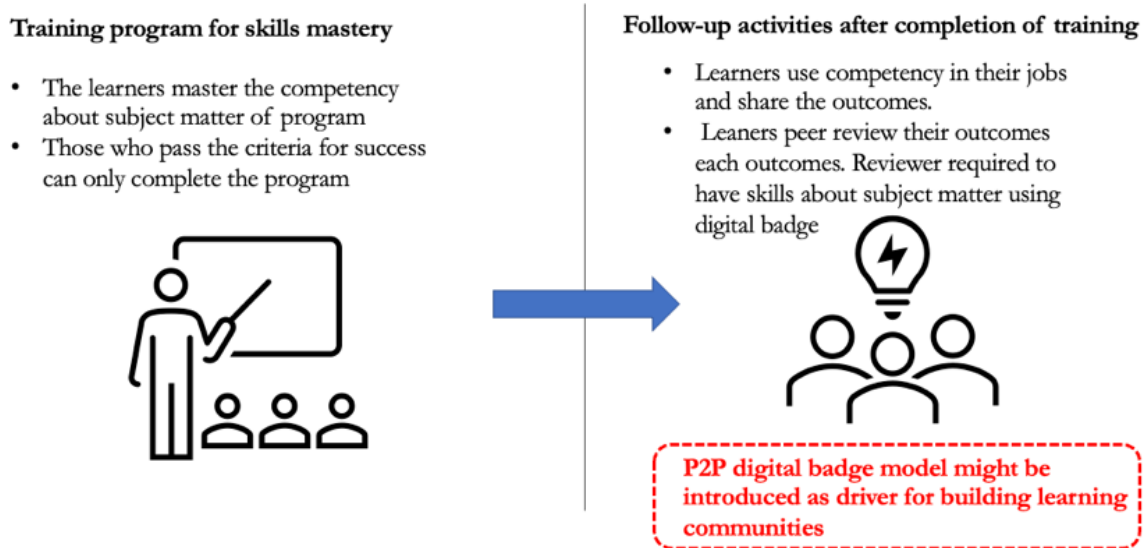 Training program for skills mastery
• The learners master the competency
about subject matter of program
• Those who pass the criteria for success
can only complete the program
Follow-up activities after completion of training
• Learners use competency in their jobs
and share the outcomes.
• Leaners peer review their outcomes
each outcomes. Reviewer required to
have skills about subject matter using
digital badge
P2P digital badge model might be
introduced as driver for building learning
communities